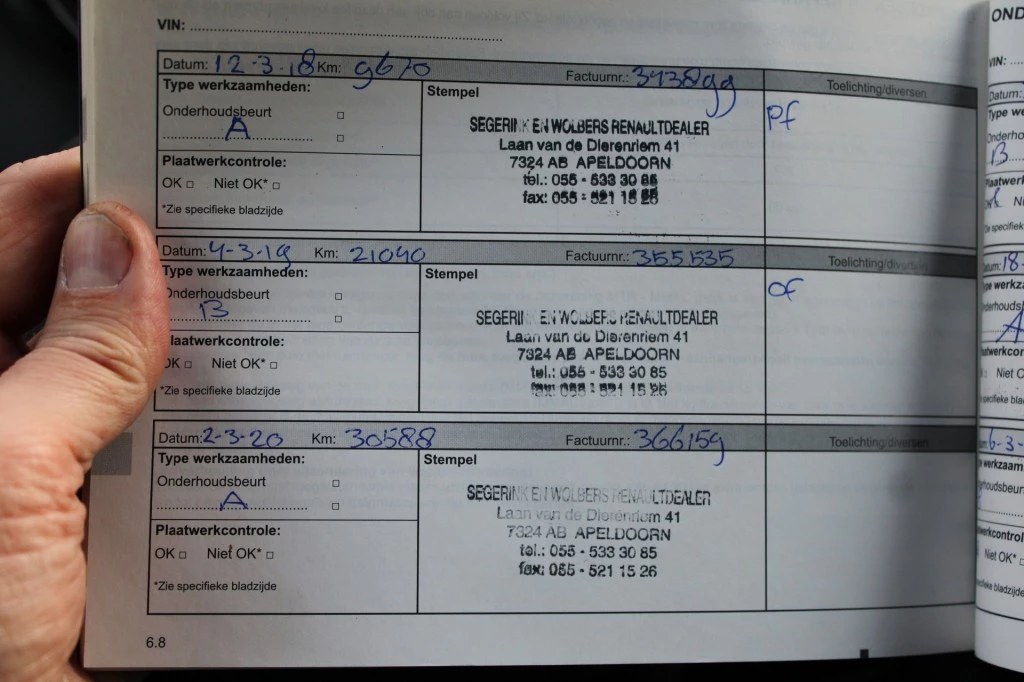 VIN:
Datum: 12-3-18 Km: 9670 Factuurnr.: 343899 Toelichting/diversen
Type werkzaamheden:
Onderhoudsbeurt
A
Plaatwerkcontrole:
OK Niet OK*
*Zie specifieke bladzijde
Stempel
SEGERINK EN WOLBERS RENAULTDEALER
Laan van de Dierenriem 41
7324 AB APELDOORN
tel.: 055 - 533 30 85
fax: 055 - 521 15 26
Pf
Datum: 4-3-19 Km: 21040 Factuurnr.: 355535 Toelichting/diversen
Type werkzaamheden:
Onderhoudsbeurt
B
Plaatwerkcontrole:
OK Niet OK*
*Zie specifieke bladzijde
Stempel
SEGERINK EN WOLBERS RENAULTDEALER
Laan van de Dierenriem 41
7324 AB APELDOORN
tel.: 055 - 533 30 85
fax: 055 - 521 15 26
of
Datum: 2-3-20 Km: 30588 Factuurnr.: 366159 Toelichting/diversen
Type werkzaamheden:
Onderhoudsbeurt
A
Plaatwerkcontrole:
OK Niet OK*
*Zie specifieke bladzijde
Stempel
SEGERINK EN WOLBERS RENAULTDEALER
Laan van de Dierenriem 41
7324 AB APELDOORN
tel.: 055 - 533 30 85
fax: 055 - 521 15 26
6.8
VIN:
Datum:
B
A